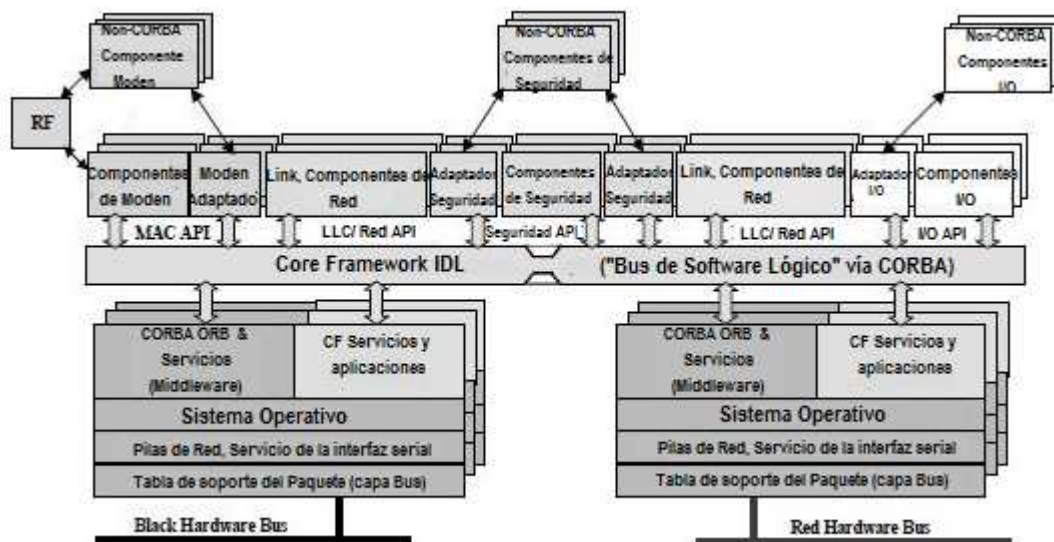 Non-CORBA
Componente
Moden
Non-CORBA
Componentes de
Seguridad
Non-CORBA
Componentes
I/O
RF
Componentes
de Moden
Moden
Adaptador
Link, Componentes de
Red
Adaptador
Seguridad
Componentes
de Seguridad
Adaptador
Seguridad
Link, Componentes de
Red
Adaptador
I/O
Componentes
I/O
MAC API
LLC/ Red API
Seguridad API
LLC/ Red API
I/O API
Core Framework IDL
("Bus de Software Lógico" vía CORBA)
CORBA ORB &
Servicios
(Middleware)
CF Servicios y
aplicaciones
Sistema Operativo
Pilas de Red, Servicio de la interfaz serial
Tabla de soporte del Paquete (capa Bus)
CORBA ORB &
Servicios
(Middleware)
CF Servicios y
aplicaciones
Sistema Operativo
Pilas de Red, Servicio de la interfaz serial
Tabla de soporte del Paquete (capa Bus)
Black Hardware Bus
Red Hardware Bus